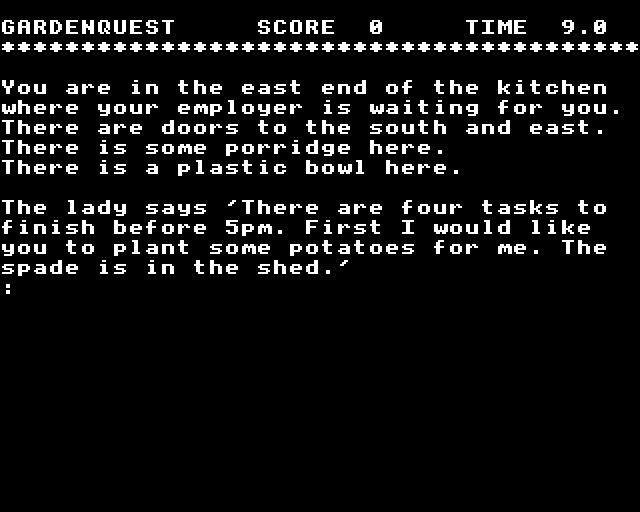 GARDENQUEST SCORE 0 TIME 9.0
****************************************
You are in the east end of the kitchen
where your employer is waiting for you.
There are doors to the south and east.
There is some porridge here.
There is a plastic bowl here.
The lady says ´There are four tasks to
finish before 5pm. First I would like
you to plant some potatoes for me. The
spade is in the shed.´
: